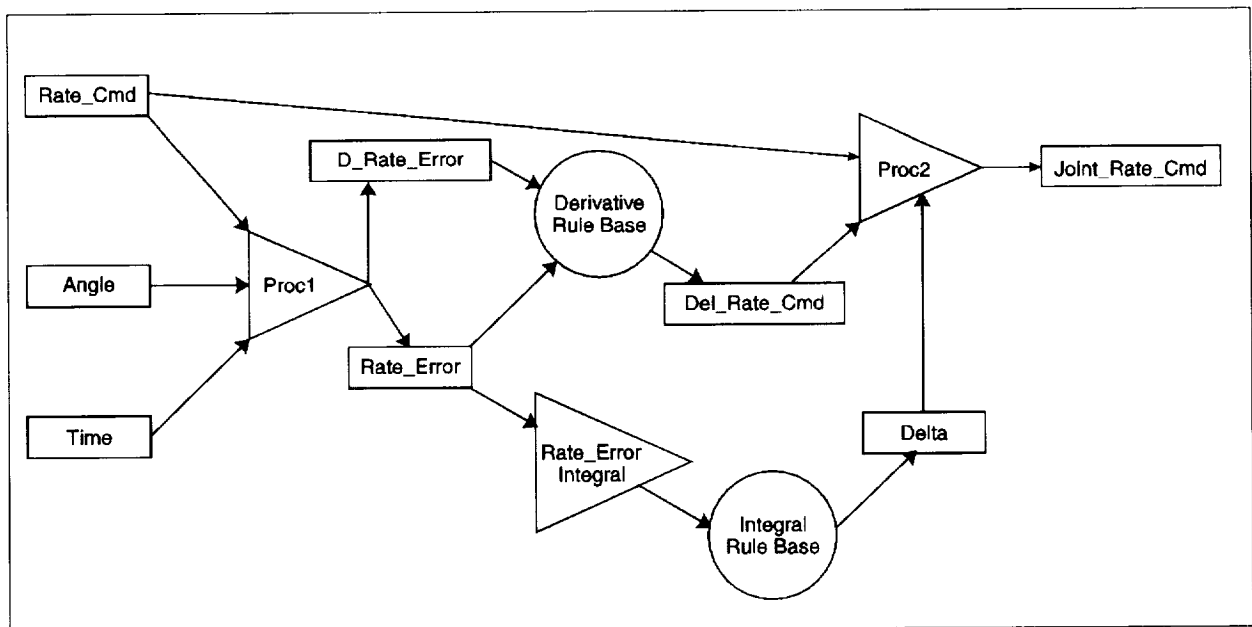 Rate_Cmd
D_Rate_Error
Proc2
Joint_Rate_Cmd
Derivative
Rule Base
Angle
Proc1
Del_Rate_Cmd
Rate_Error
Time
Delta
Rate_Error
Integral
Integral
Rule Base